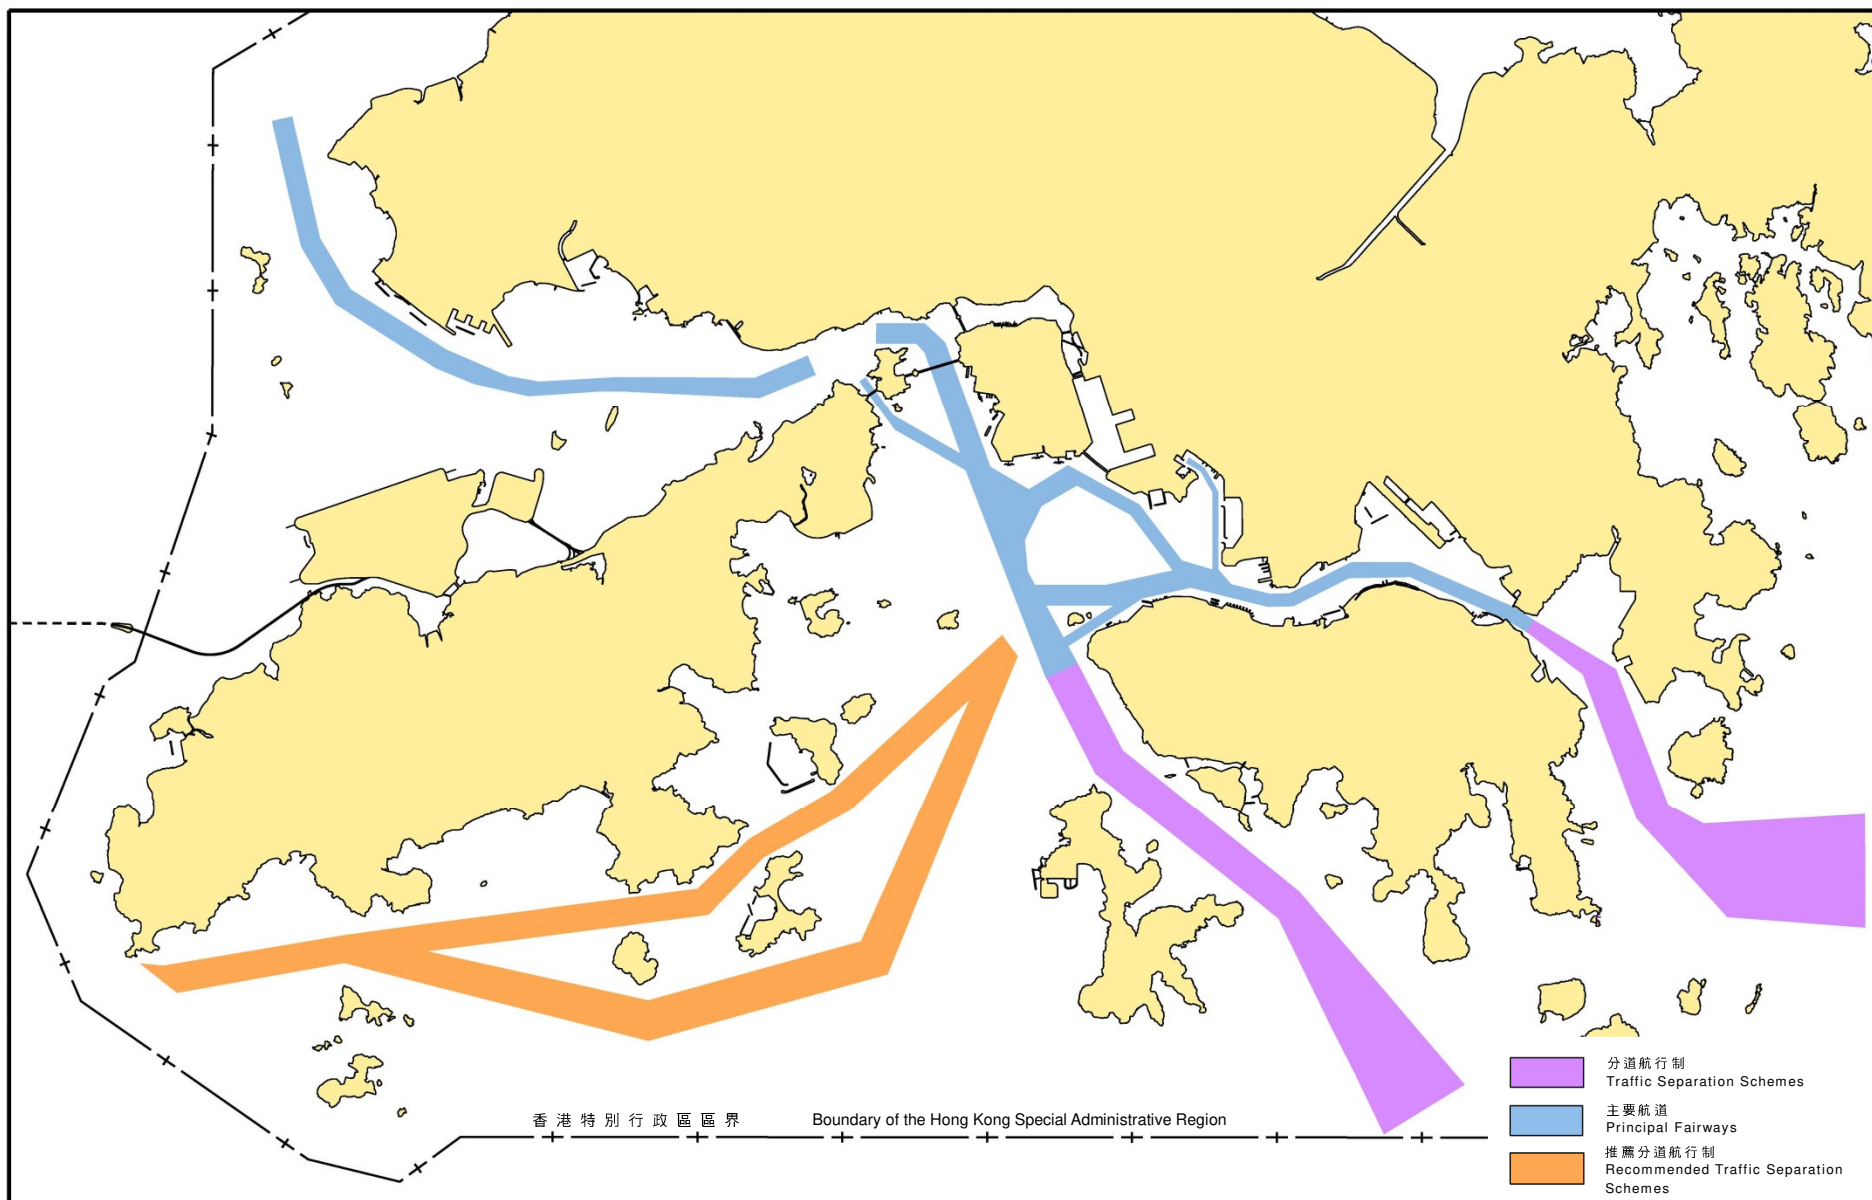 香港特別行政區區界 Boundary of the Hong Kong Special Administrative Region
分道航行制
Traffic Separation Schemes
主要航道
Principal Fairways
推薦分道航行制
Recommended Traffic Separation
Schemes